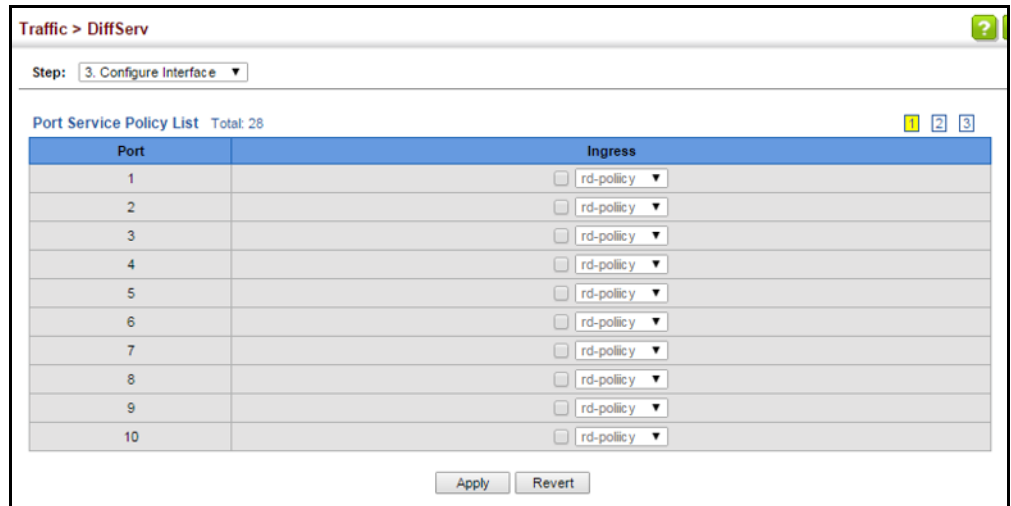 Traffic > DiffServ
?
Step: 3. Configure Interface
Port Service Policy List Total: 28 1 2 3
Port Ingress
1 rd-poliicy
2 rd-poliicy
3 rd-poliicy
4 rd-poliicy
5 rd-poliicy
6 rd-poliicy
7 rd-poliicy
8 rd-poliicy
9 rd-poliicy
10 rd-poliicy
Apply Revert